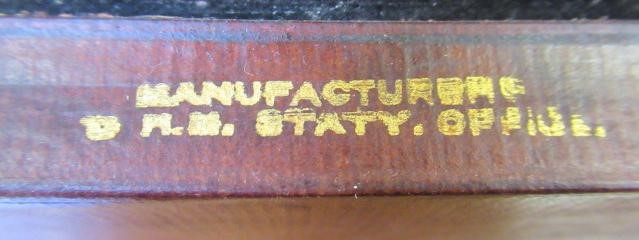 MANUFACTURERS
H.M. STATY. OFFICE.